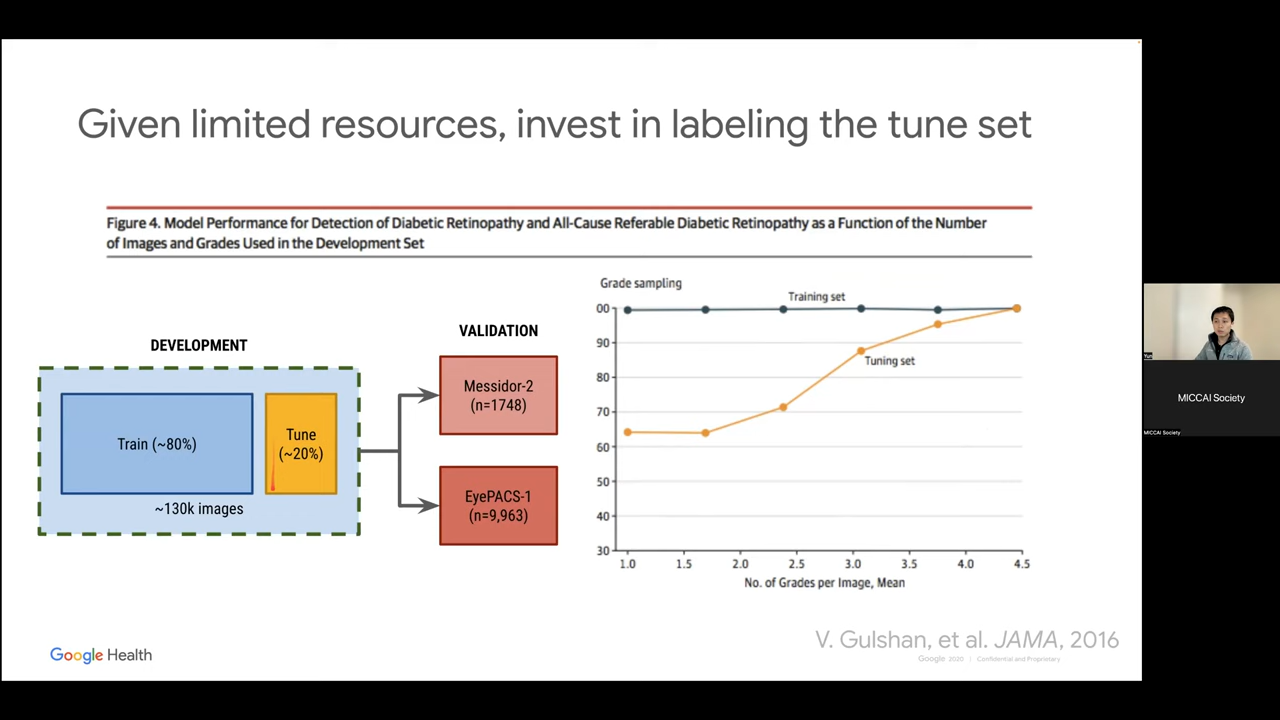 Given limited resources, invest in labeling the tune set
Figure 4. Model Performance for Detection of Diabetic Retinopathy and All-Cause Referable Diabetic Retinopathy as a Function of the Number
of Images and Grades Used in the Development Set
DEVELOPMENT
Train (~80%)
Tune
(~20%)
~130k images
VALIDATION
Messidor-2
(n=1748)
EyePACS-1
(n=9,963)
Grade sampling
Training set
Tuning set
00
90
80
70
60
50
40
30
1.0 1.5 2.0 2.5 3.0 3.5 4.0 4.5
No. of Grades per Image, Mean
V. Gulshan, et al. JAMA, 2016
Google Health
Google 2020 | Confidential and Proprietary
Yun
MICCAI Society
MICCAI Society